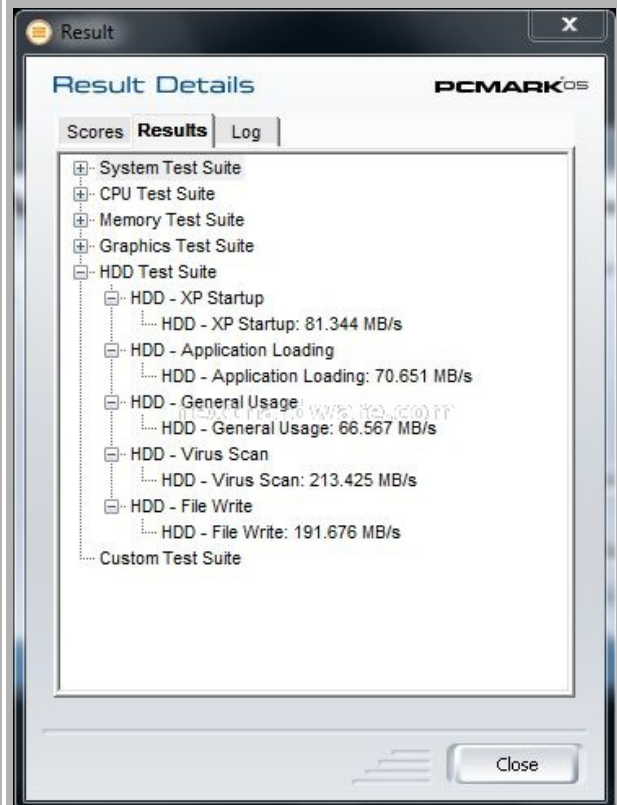 Result
x
Result Details
PCMARK'05
Scores Results Log
System Test Suite
CPU Test Suite
Memory Test Suite
Graphics Test Suite
HDD Test Suite
HDD - XP Startup
HDD - XP Startup: 81.344 MB/s
HDD - Application Loading
HDD - Application Loading: 70.651 MB/s
HDD - General Usage
nexthardware.com
HDD - General Usage: 66.567 MB/s
HDD - Virus Scan
HDD - Virus Scan: 213.425 MB/s
HDD - File Write
HDD - File Write: 191.676 MB/s
Custom Test Suite
Close